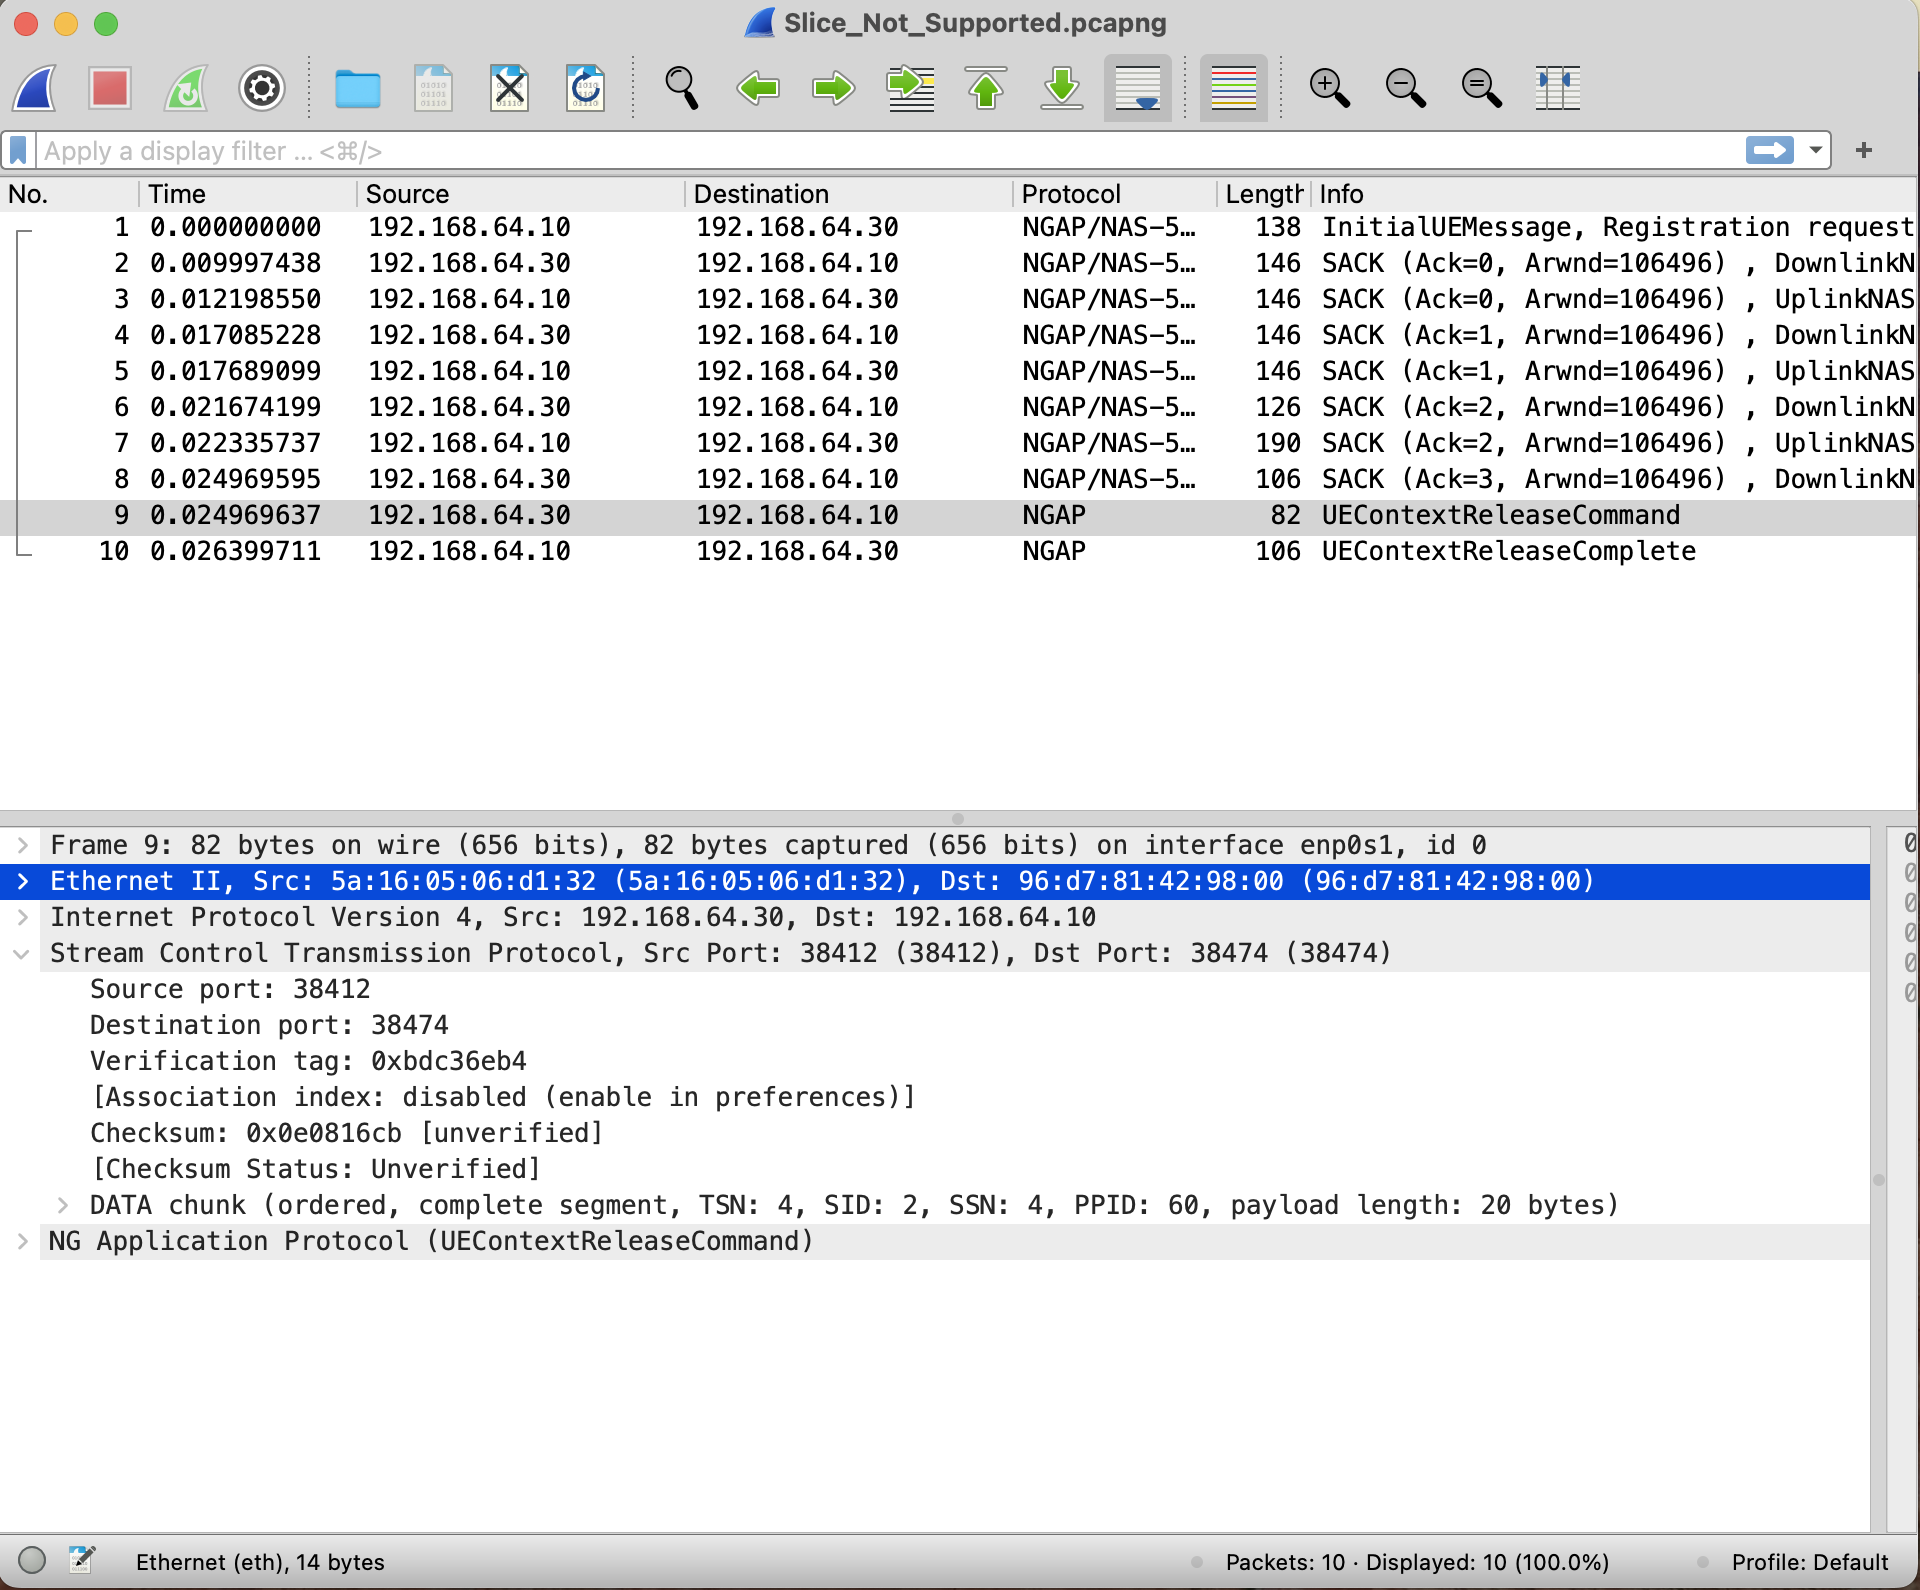 Slice_Not_Supported.pcapng
Apply a display filter ... <⌘/>
No. Time Source Destination Protocol Length Info
1 0.000000000 192.168.64.10 192.168.64.30 NGAP/NAS-5… 138 InitialUEMessage, Registration request
2 0.009997438 192.168.64.30 192.168.64.10 NGAP/NAS-5… 146 SACK (Ack=0, Arwnd=106496) , DownlinkN
3 0.012198550 192.168.64.10 192.168.64.30 NGAP/NAS-5… 146 SACK (Ack=0, Arwnd=106496) , UplinkNAS
4 0.017085228 192.168.64.30 192.168.64.10 NGAP/NAS-5… 146 SACK (Ack=1, Arwnd=106496) , DownlinkN
5 0.017689099 192.168.64.10 192.168.64.30 NGAP/NAS-5… 146 SACK (Ack=1, Arwnd=106496) , UplinkNAS
6 0.021674199 192.168.64.30 192.168.64.10 NGAP/NAS-5… 126 SACK (Ack=2, Arwnd=106496) , DownlinkN
7 0.022335737 192.168.64.10 192.168.64.30 NGAP/NAS-5… 190 SACK (Ack=2, Arwnd=106496) , UplinkNAS
8 0.024969595 192.168.64.30 192.168.64.10 NGAP/NAS-5… 106 SACK (Ack=3, Arwnd=106496) , DownlinkN
9 0.024969637 192.168.64.30 192.168.64.10 NGAP 82 UEContextReleaseCommand
10 0.026399711 192.168.64.10 192.168.64.30 NGAP 106 UEContextReleaseComplete
Frame 9: 82 bytes on wire (656 bits), 82 bytes captured (656 bits) on interface enp0s1, id 0
Ethernet II, Src: 5a:16:05:06:d1:32 (5a:16:05:06:d1:32), Dst: 96:d7:81:42:98:00 (96:d7:81:42:98:00)
Internet Protocol Version 4, Src: 192.168.64.30, Dst: 192.168.64.10
Stream Control Transmission Protocol, Src Port: 38412 (38412), Dst Port: 38474 (38474)
Source port: 38412
Destination port: 38474
Verification tag: 0xbdc36eb4
[Association index: disabled (enable in preferences)]
Checksum: 0x0e0816cb [unverified]
[Checksum Status: Unverified]
DATA chunk (ordered, complete segment, TSN: 4, SID: 2, SSN: 4, PPID: 60, payload length: 20 bytes)
NG Application Protocol (UEContextReleaseCommand)
0
0
0
0
0
0
Ethernet (eth), 14 bytes
Packets: 10 · Displayed: 10 (100.0%)
Profile: Default